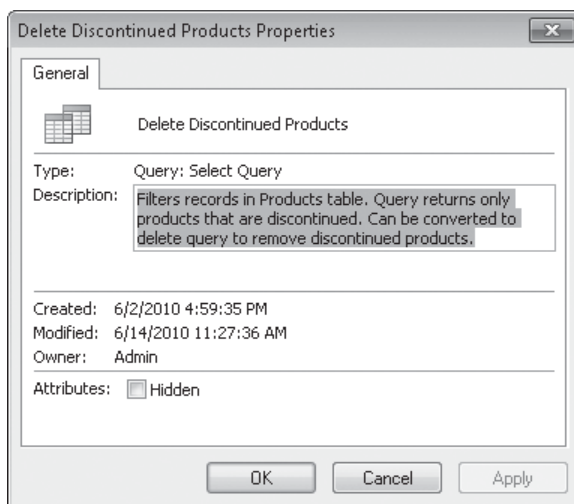 Delete Discontinued Products Properties
General
Delete Discontinued Products
Type: Query: Select Query
Description: Filters records in Products table. Query returns only
products that are discontinued. Can be converted to
delete query to remove discontinued products.
Created: 6/2/2010 4:59:35 PM
Modified: 6/14/2010 11:27:36 AM
Owner: Admin
Attributes: Hidden
OK Cancel Apply